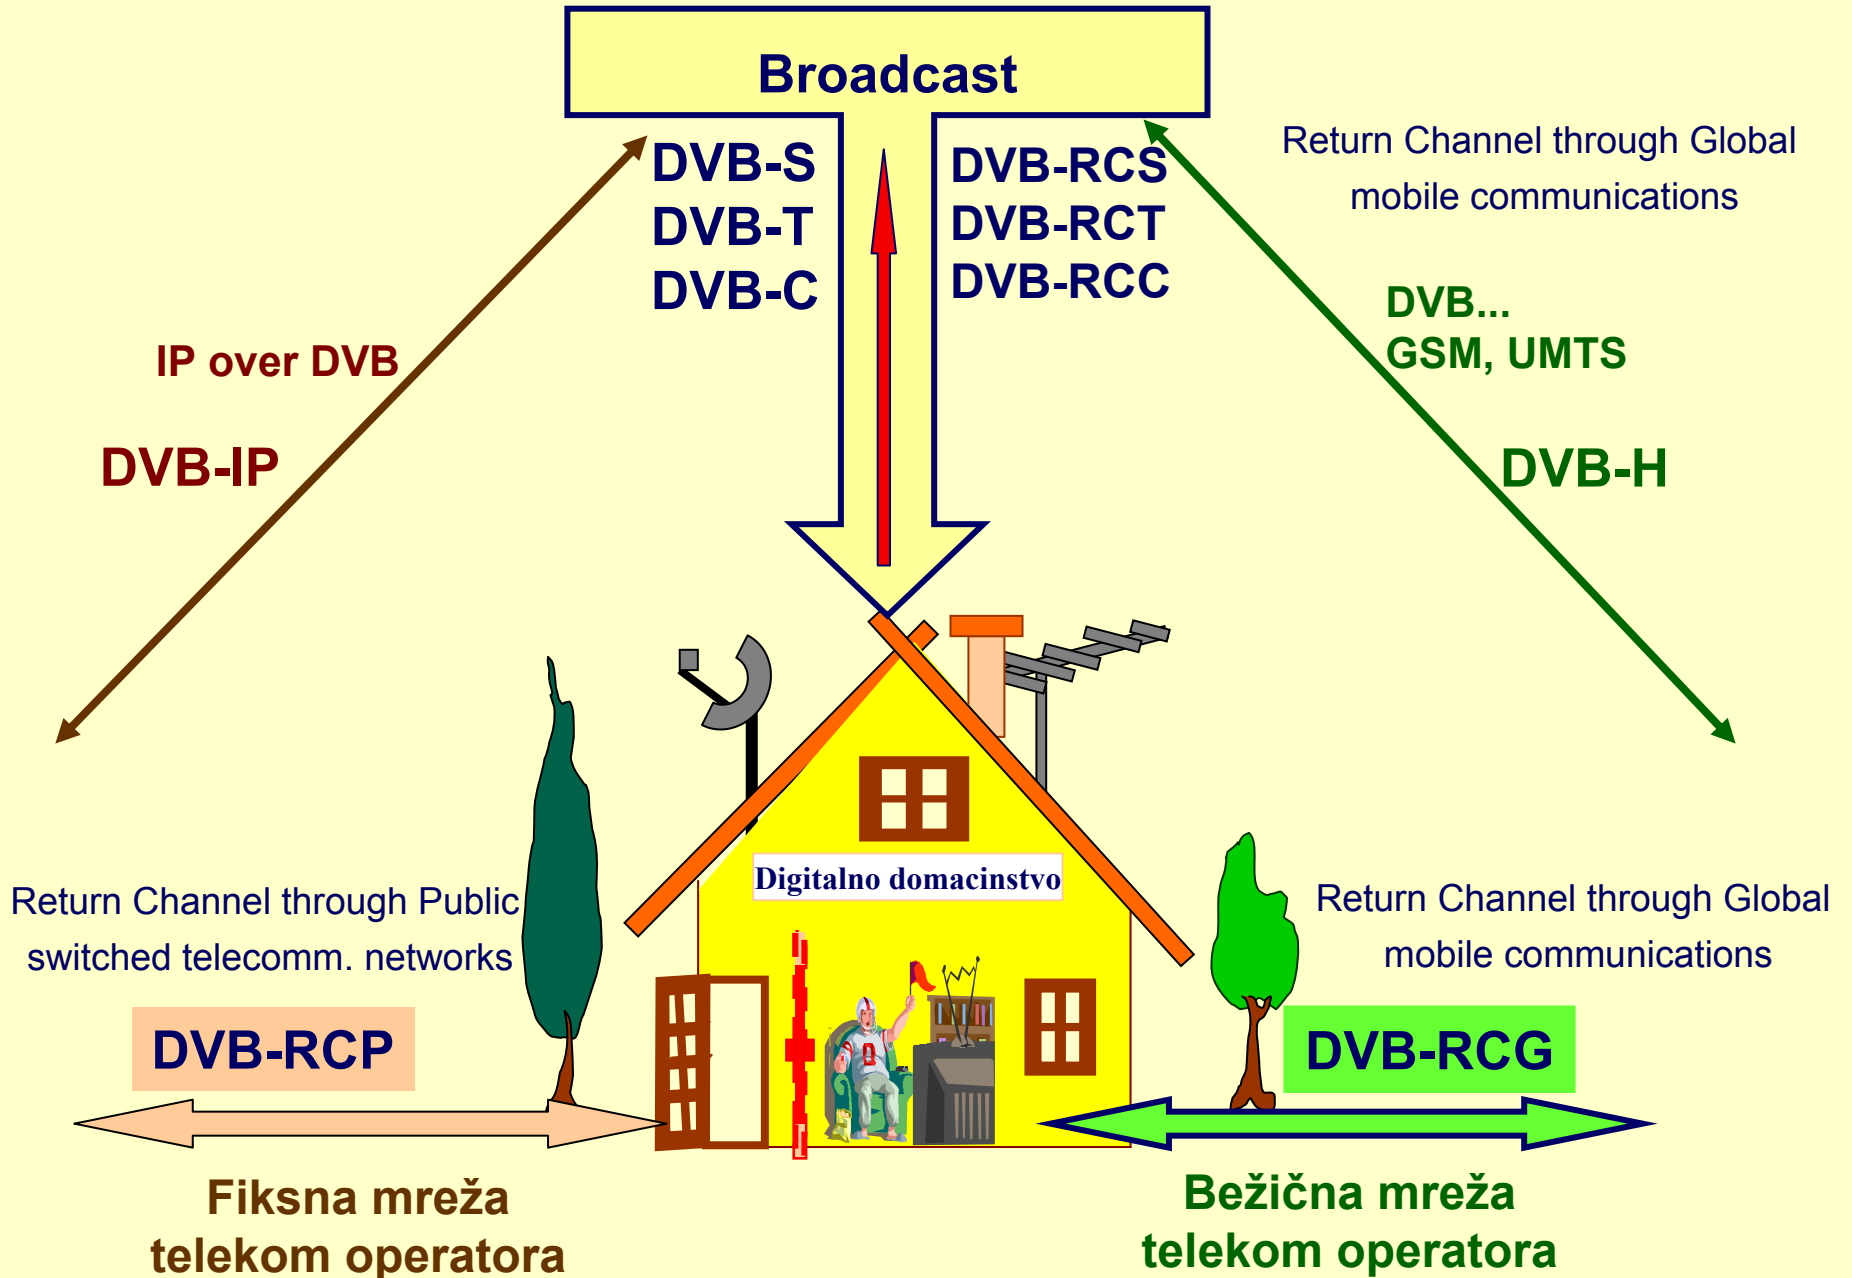 Broadcast
DVB-S
DVB-T
DVB-C
DVB-RCS
DVB-RCT
DVB-RCC
Return Channel through Global
mobile communications
IP over DVB
DVB-IP
DVB...
GSM, UMTS
DVB-H
Digitalno domacinstvo
Return Channel through Public
switched telecomm. networks
DVB-RCP
Return Channel through Global
mobile communications
DVB-RCG
Fiksna mreža
telekom operatora
Bežična mreža
telekom operatora